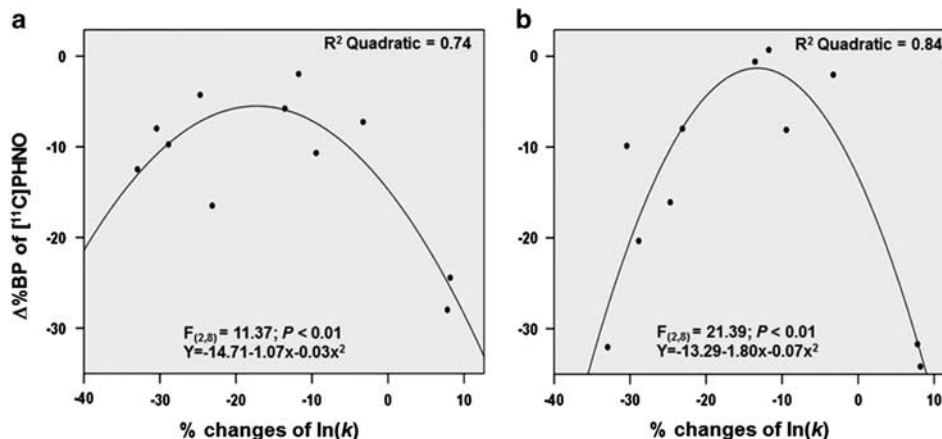 a
R² Quadratic = 0.74
Δ%BP of [¹¹C]PHNO
0
-10
-20
-30
F(2,8) = 11.37; P < 0.01
Y=-14.71-1.07x-0.03x²
-40 -30 -20 -10 0 10
% changes of ln(k)
b
R² Quadratic = 0.84
0
-10
-20
-30
F(2,8) = 21.39; P < 0.01
Y=-13.29-1.80x-0.07x²
-40 -30 -20 -10 0 10
% changes of ln(k)